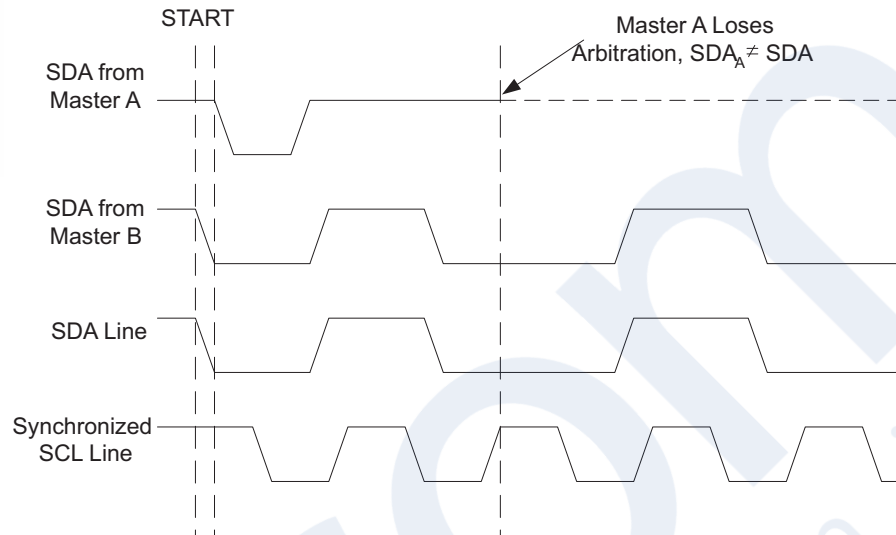 START
Master A Loses
Arbitration, SDA_A ≠ SDA
SDA from
Master A
SDA from
Master B
SDA Line
Synchronized
SCL Line